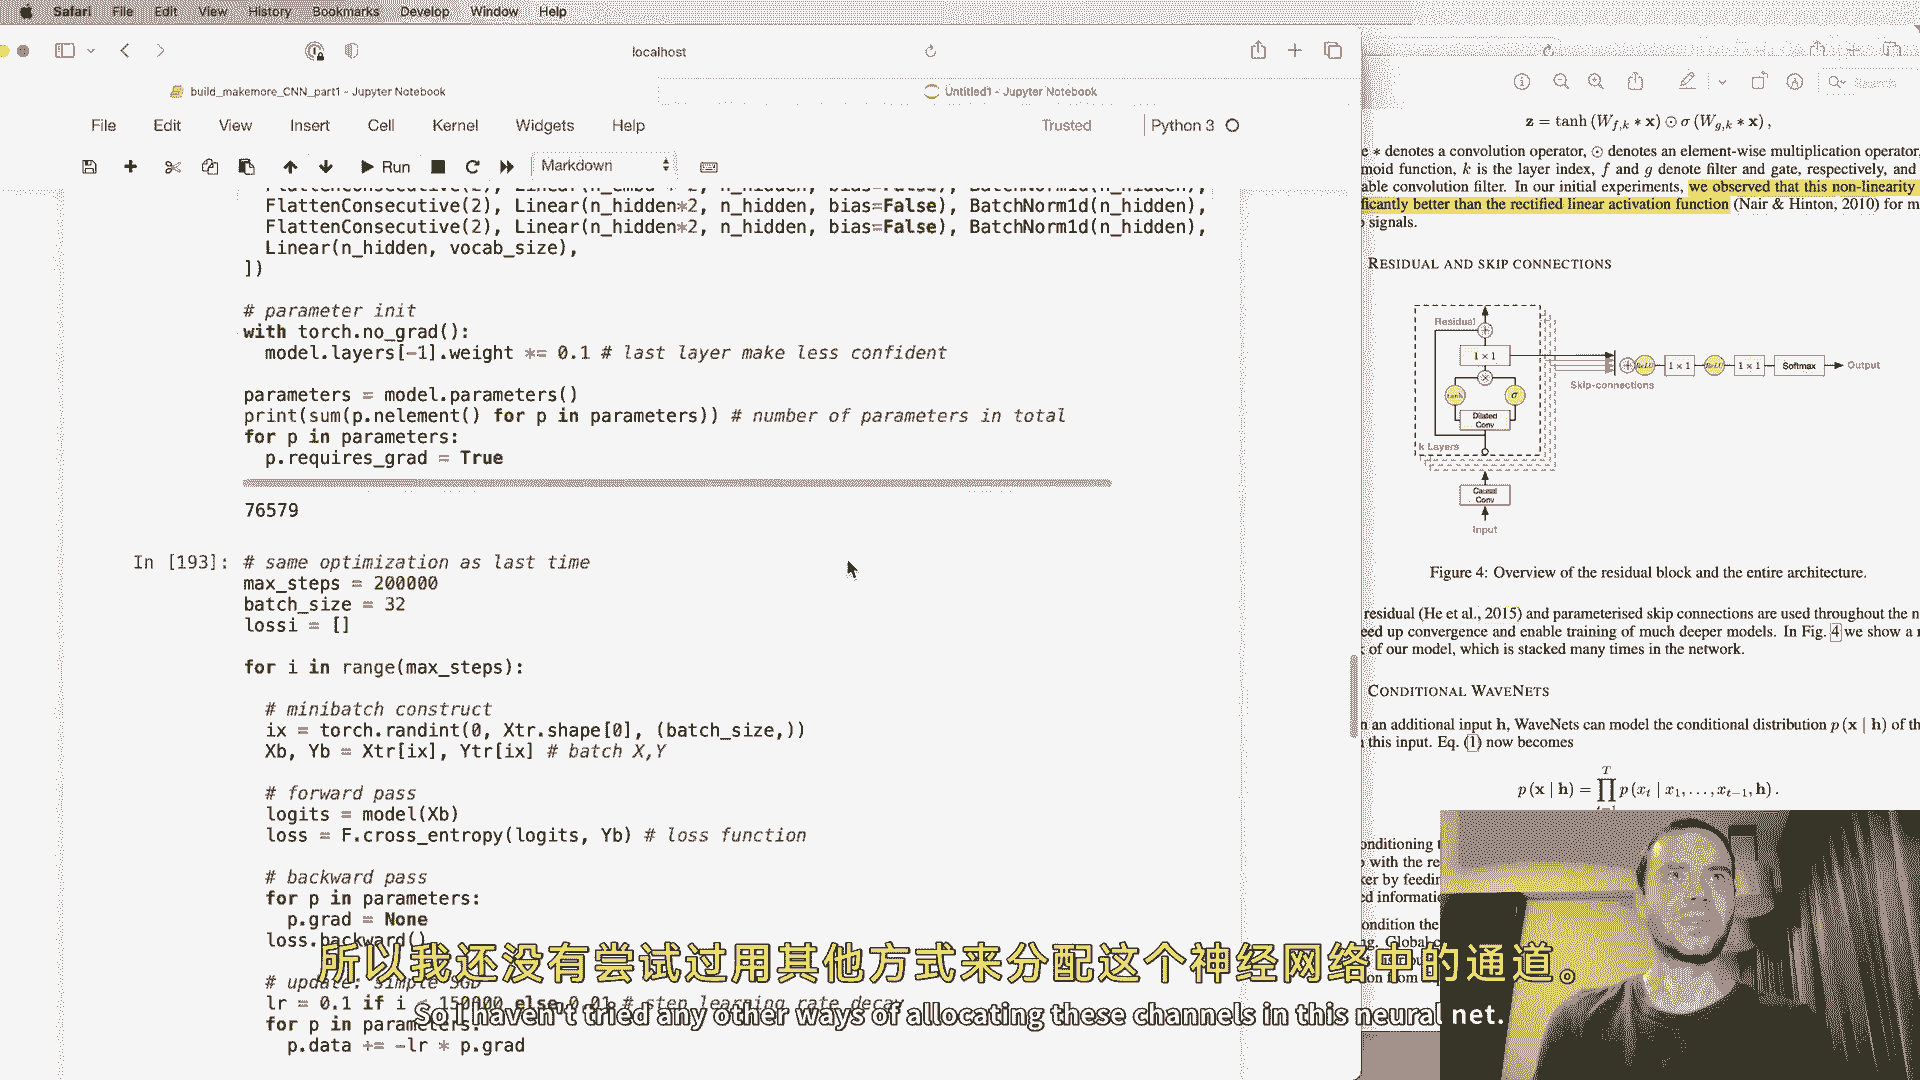 Safari File Edit View History Bookmarks Develop Window Help
localhost
build_makemore_CNN_part1 - Jupyter Notebook
Untitled1 - Jupyter Notebook
File Edit View Insert Cell Kernel Widgets Help
Trusted
Python 3
Run
Markdown
FlattenConsecutive(2), Linear(n_hidden*2, n_hidden, bias=False), BatchNorm1d(n_hidden),
FlattenConsecutive(2), Linear(n_hidden*2, n_hidden, bias=False), BatchNorm1d(n_hidden),
Linear(n_hidden, vocab_size),
])
# parameter init
with torch.no_grad():
model.layers[-1].weight *= 0.1 # last layer make less confident
parameters = model.parameters()
print(sum(p.nelement() for p in parameters)) # number of parameters in total
for p in parameters:
p.requires_grad = True
76579
In [193]:
# same optimization as last time
max_steps = 200000
batch_size = 32
lossi = []
for i in range(max_steps):
# minibatch construct
ix = torch.randint(0, Xtr.shape[0], (batch_size,))
Xb, Yb = Xtr[ix], Ytr[ix] # batch X,Y
# forward pass
logits = model(Xb)
loss = F.cross_entropy(logits, Yb) # loss function
# backward pass
for p in parameters:
p.grad = None
loss.backward()
# update: simple SGD
lr = 0.1 if i < 150000 else 0.01 # step learning rate decay
for p in parameters:
p.data += -lr * p.grad
Search
z = tanh (W_{f,k} ∗ x) ⊙ σ (W_{g,k} ∗ x) ,
∗ denotes a convolution operator, ⊙ denotes an element-wise multiplication operator,
moid function, k is the layer index, f and g denote filter and gate, respectively, and
able convolution filter. In our initial experiments, we observed that this non-linearity
ficantly better than the rectified linear activation function (Nair & Hinton, 2010) for m
signals.
RESIDUAL AND SKIP CONNECTIONS
Residual
1 × 1
tanh
σ
Dilated
Conv
k Layers
Causal
Conv
Input
Skip-connections
ReLU
1 × 1
ReLU
1 × 1
Softmax
Output
Figure 4: Overview of the residual block and the entire architecture.
residual (He et al., 2015) and parameterised skip connections are used throughout the n
eed up convergence and enable training of much deeper models. In Fig. 4 we show a
of our model, which is stacked many times in the network.
CONDITIONAL WAVENETS
n an additional input h, WaveNets can model the conditional distribution p (x | h) of th
this input. Eq. (1) now becomes
p (x | h) = ∏ p (x_t | x_1, . . . , x_{t−1}, h) .
T
onditioning
with the re
ker by feedin
ed informatio
ondition the
所以我还没有尝试过用其他方式来分配这个神经网络中的通道。
So I haven't tried any other ways of allocating these channels in this neural net.